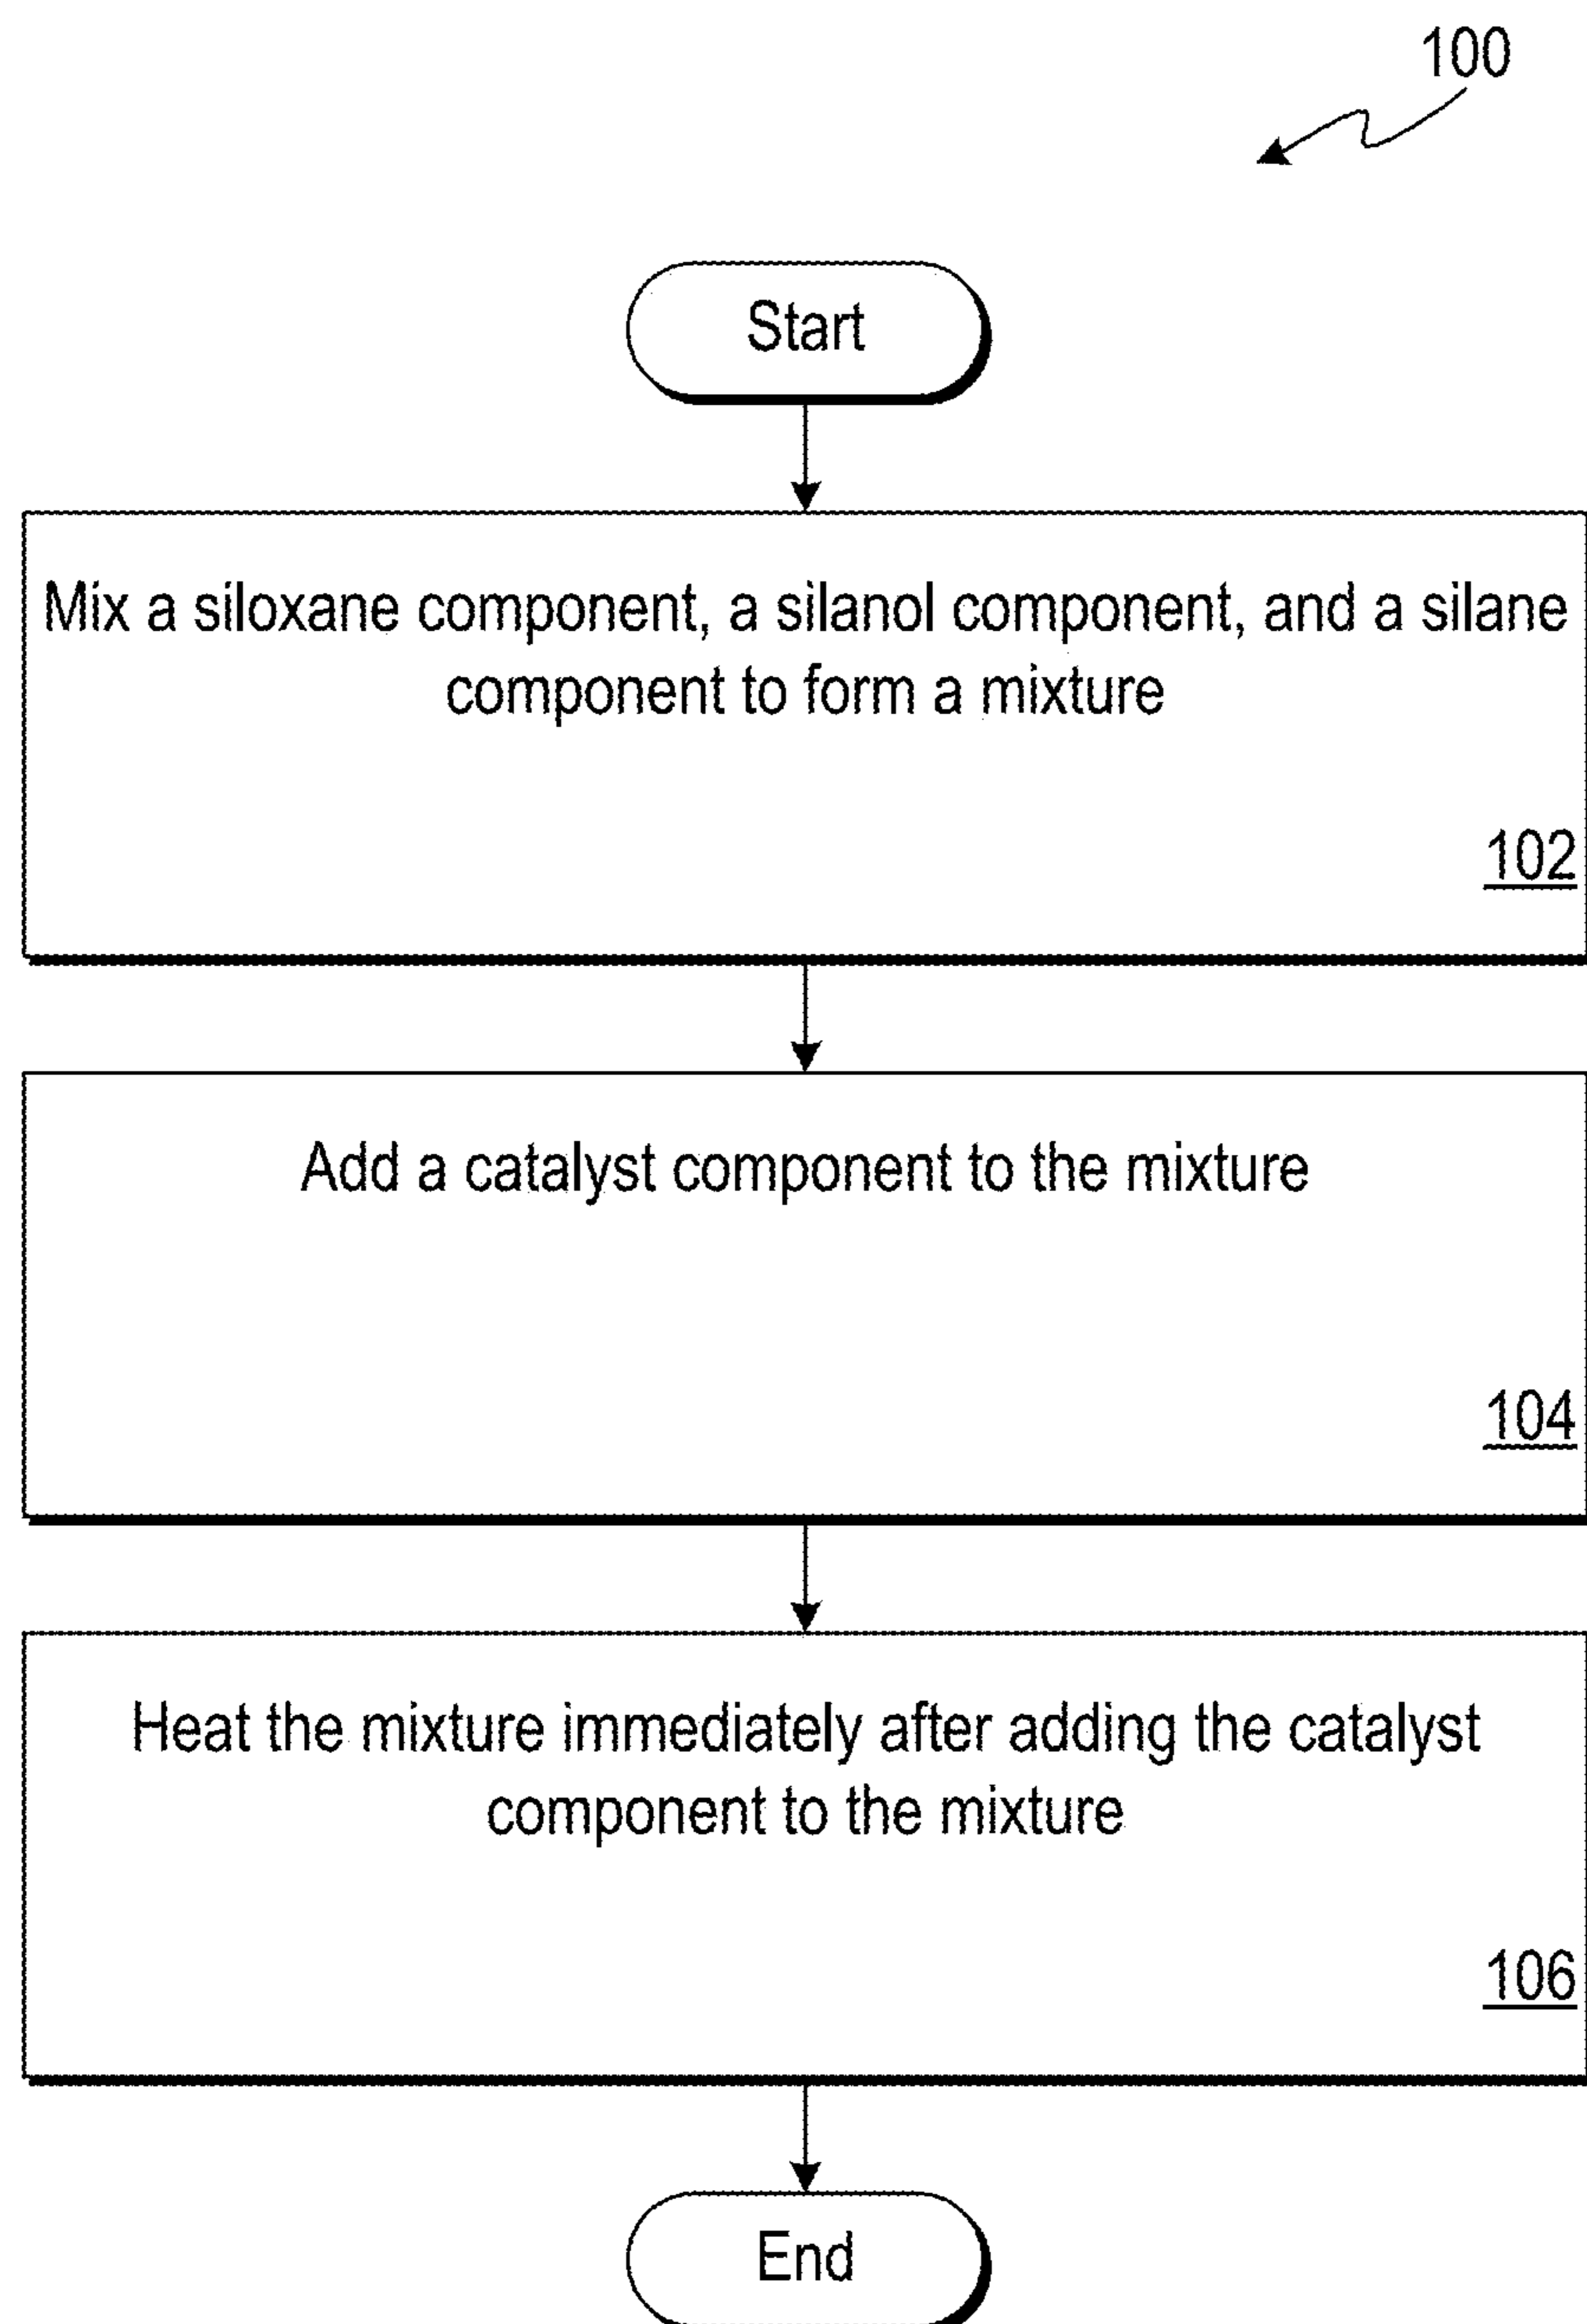 100
Start
Mix a siloxane component, a silanol component, and a silane
component to form a mixture
102
Add a catalyst component to the mixture
104
Heat the mixture immediately after adding the catalyst
component to the mixture
106
End